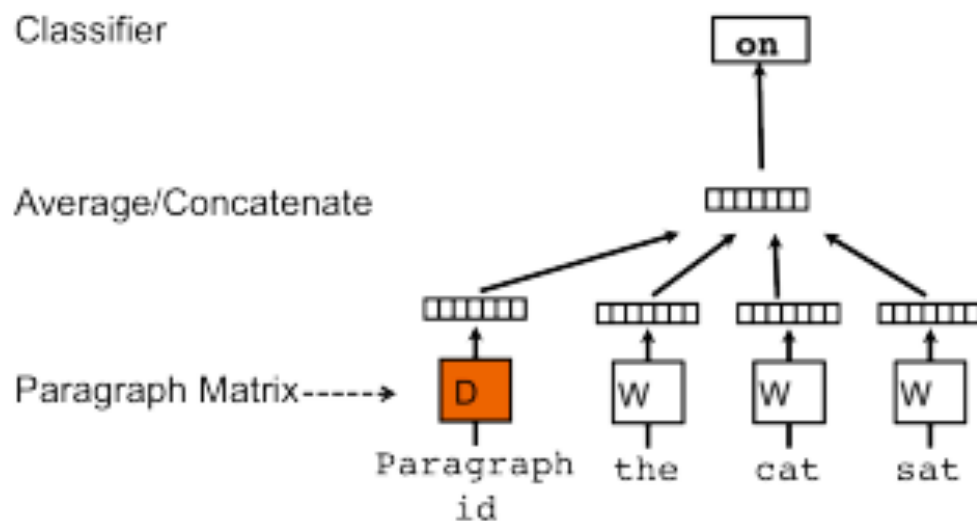 Classifier
on
Average/Concatenate
Paragraph Matrix
D
W
W
W
Paragraph
id
the
cat
sat